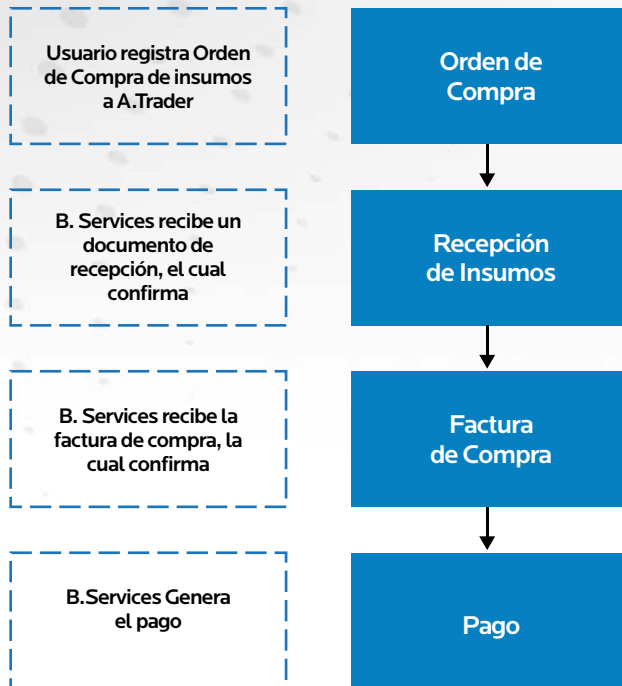 Usuario registra Orden
de Compra de insumos
a A.Trader
Orden de
Compra
B. Services recibe un
documento de
recepción, el cual
confirma
Recepción
de Insumos
B. Services recibe la
factura de compra, la
cual confirma
Factura
de Compra
B.Services Genera
el pago
Pago